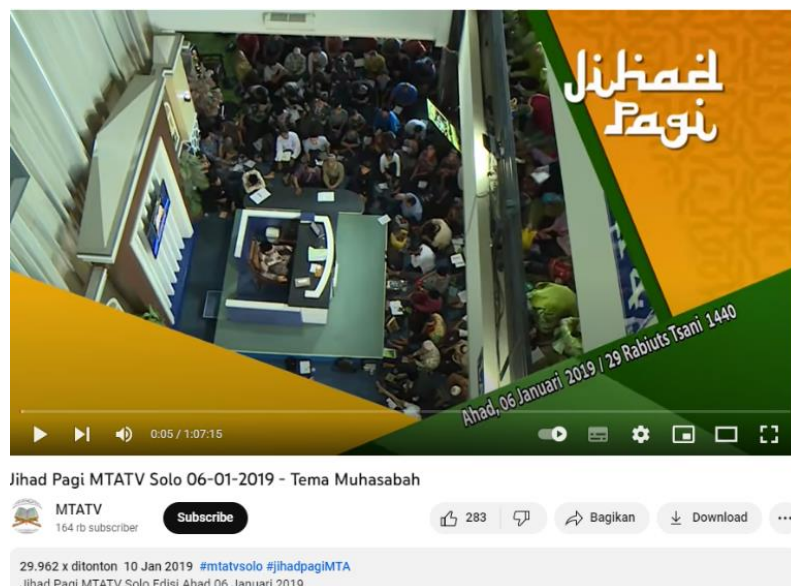 Jihad
Pagi
Ahad, 06 Januari 2019 / 29 Rabiuts Tsani 1440
0:05 / 1:07:15
Jihad Pagi MTATV Solo 06-01-2019 - Tema Muhasabah
MTATV
164 rb subscriber
Subscribe
283
Bagikan
Download
29.962 x ditonton 10 Jan 2019 #mtatvsolo #jihadpagiMTA
Jihad Pagi MTATV Solo Edisi Ahad 06 Januari 2019